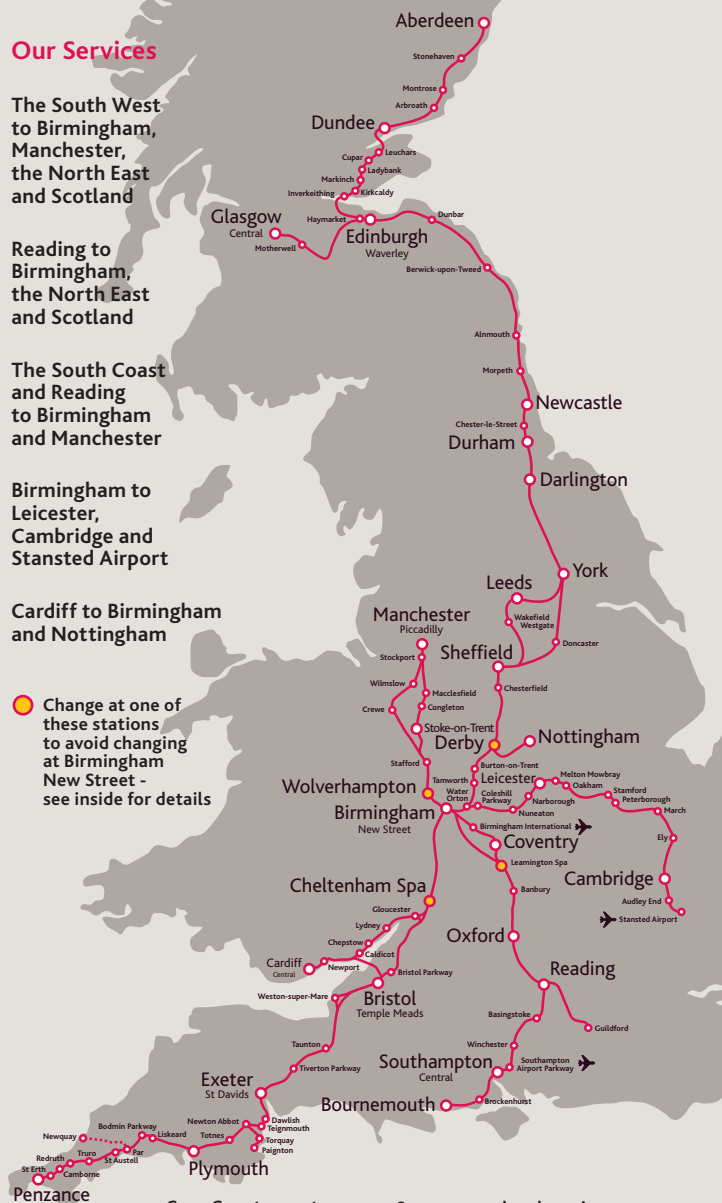 Our Services
The South West
to Birmingham,
Manchester,
the North East
and Scotland
Reading to
Birmingham,
the North East
and Scotland
The South Coast
and Reading
to Birmingham
and Manchester
Birmingham to
Leicester,
Cambridge and
Stansted Airport
Cardiff to Birmingham
and Nottingham
Change at one of
these stations
to avoid changing
at Birmingham
New Street -
see inside for details
Aberdeen
Stonehaven
Montrose
Arbroath
Dundee
Leuchars
Cupar
Ladybank
Markinch
Kirkcaldy
Inverkeithing
Glasgow
Central
Motherwell
Haymarket
Edinburgh
Waverley
Dunbar
Berwick-upon-Tweed
Alnmouth
Morpeth
Newcastle
Chester-le-Street
Durham
Darlington
York
Leeds
Wakefield
Westgate
Doncaster
Manchester
Piccadilly
Stockport
Sheffield
Chesterfield
Wilmslow
Macclesfield
Crewe
Congleton
Stoke-on-Trent
Derby
Nottingham
Stafford
Burton-on-Trent
Tamworth
Wolverhampton
Water
Orton
Coleshill
Parkway
Leicester
Melton Mowbray
Oakham
Stamford
Peterborough
Narborough
Nuneaton
March
Birmingham
New Street
Birmingham International
Coventry
Ely
Leamington Spa
Cambridge
Cheltenham Spa
Banbury
Audley End
Stansted Airport
Gloucester
Lydney
Chepstow
Caldicot
Oxford
Cardiff
Central
Newport
Bristol Parkway
Reading
Weston-super-Mare
Bristol
Temple Meads
Basingstoke
Guildford
Taunton
Winchester
Tiverton Parkway
Southampton
Central
Southampton
Airport Parkway
Exeter
St Davids
Bournemouth
Brockenhurst
Dawlish
Teignmouth
Newton Abbot
Torquay
Paignton
Totnes
Bodmin Parkway
Liskeard
Newquay
Plymouth
Par
St Austell
Truro
Redruth
Camborne
St Erth
Penzance